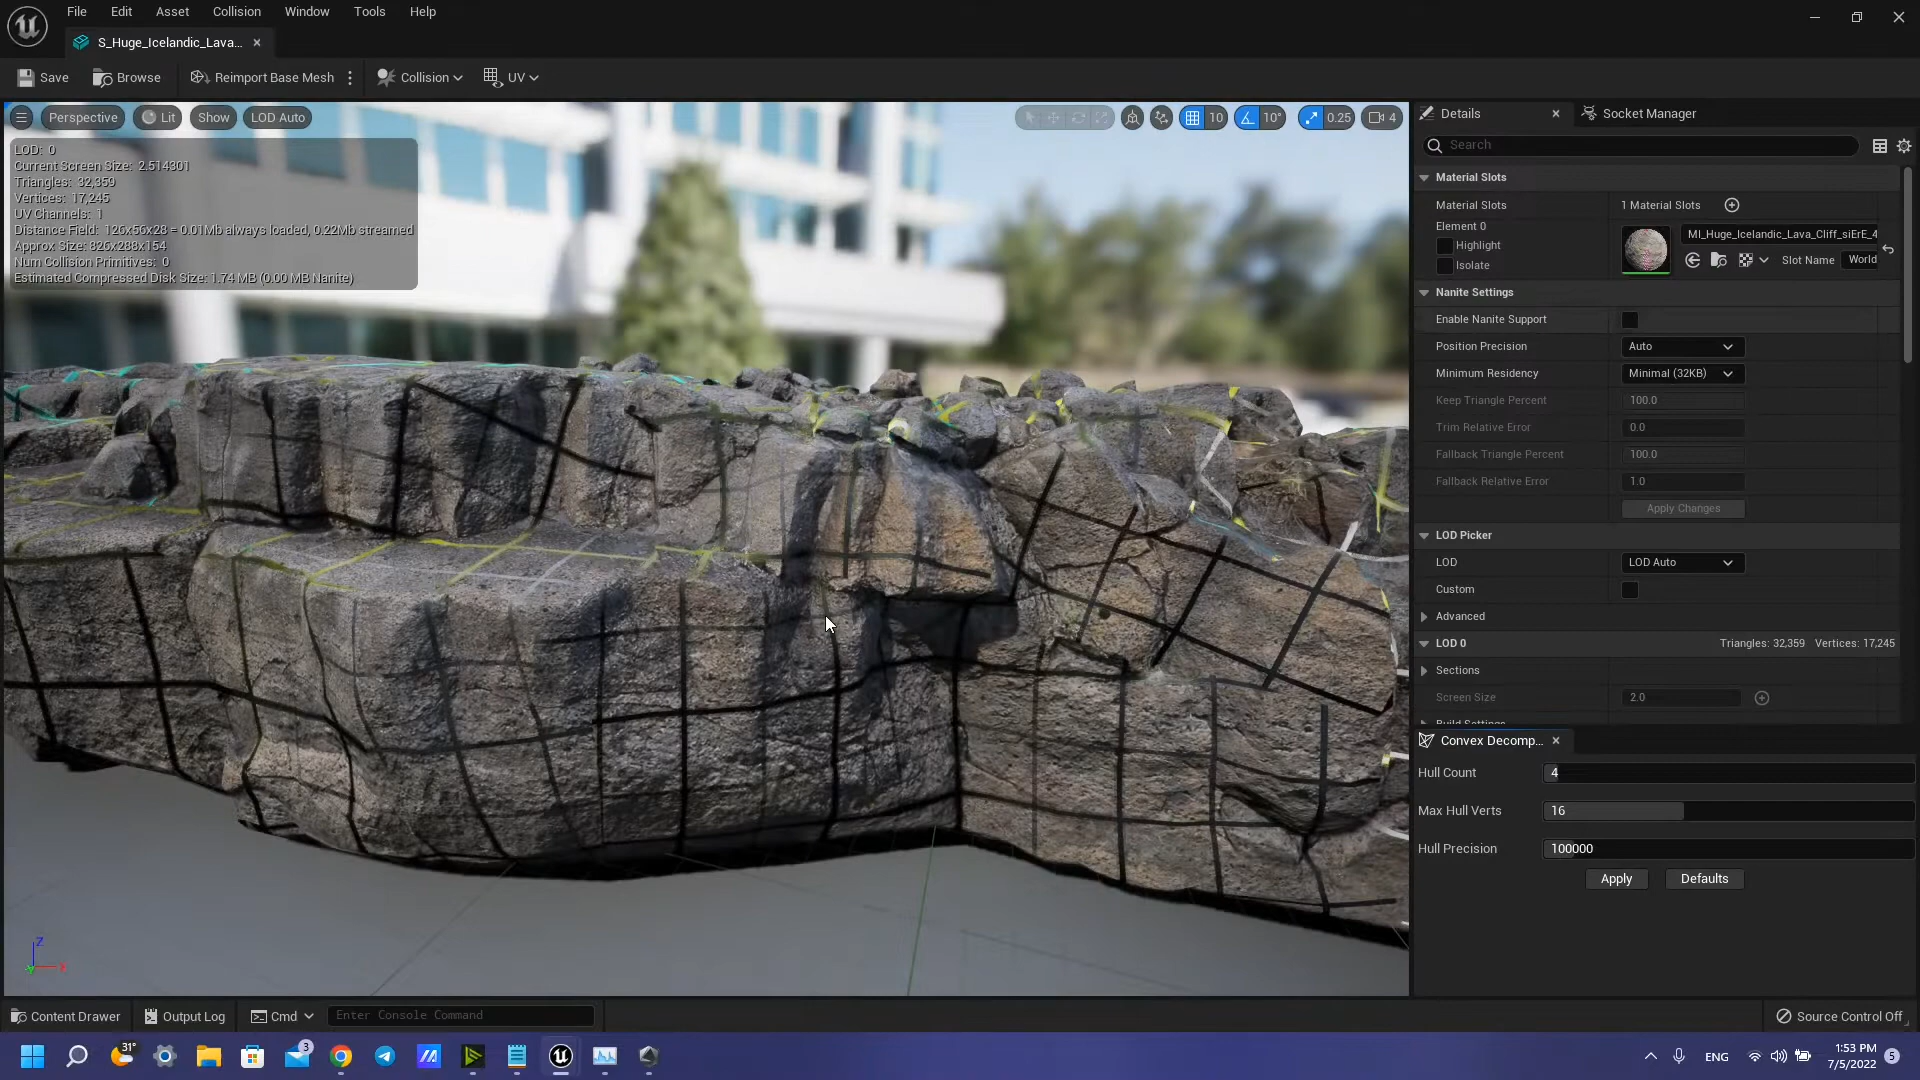 File Edit Asset Collision Window Tools Help
S_Huge_Icelandic_Lava...
Save Browse Reimport Base Mesh Collision UV
Perspective Lit Show LOD Auto 10 10° 0.25 4
LOD: 0
Current Screen Size: 2.514301
Triangles: 32,359
Vertices: 17,245
UV Channels: 1
Distance Field: 126x56x28 = 0.01Mb always loaded, 0.22Mb streamed
Approx Size: 826x288x154
Num Collision Primitives: 0
Estimated Compressed Disk Size: 1.74 MB (0.00 MB Nanite)
Z
X
Y
Details Socket Manager
Search
Material Slots
Material Slots 1 Material Slots
Element 0
Highlight
Isolate
MI_Huge_Icelandic_Lava_Cliff_siErE_4
Slot Name World
Nanite Settings
Enable Nanite Support
Position Precision Auto
Minimum Residency Minimal (32KB)
Keep Triangle Percent 100.0
Trim Relative Error 0.0
Fallback Triangle Percent 100.0
Fallback Relative Error 1.0
Apply Changes
LOD Picker
LOD LOD Auto
Custom
Advanced
LOD 0 Triangles: 32,359 Vertices: 17,245
Sections
Screen Size 2.0
Build Settings
Convex Decomp...
Hull Count 4
Max Hull Verts 16
Hull Precision 100000
Apply Defaults
Content Drawer Output Log Cmd Enter Console Command Source Control Off
31° 3 ENG 1:53 PM
7/5/2022 5